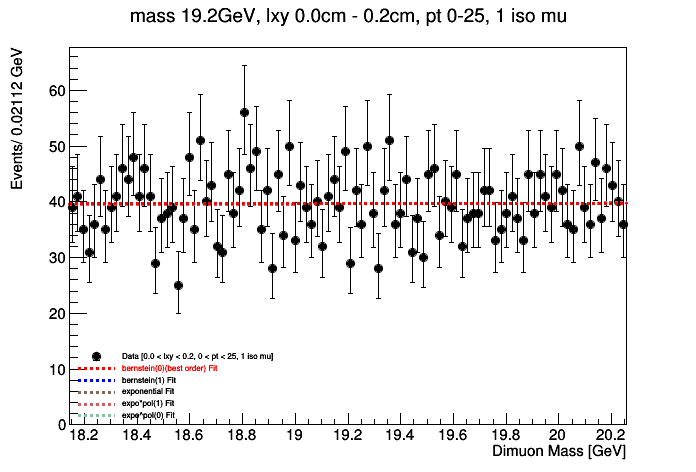 mass 19.2GeV, lxy 0.0cm - 0.2cm, pt 0-25, 1 iso mu
Events/ 0.02112 GeV
60
50
40
30
20
10
0
Data [0.0 < lxy < 0.2, 0 < pt < 25, 1 iso mu]
bernstein(0)(best order) Fit
bernstein(1) Fit
exponential Fit
expo*pol(1) Fit
expo^pol(0) Fit
18.2 18.4 18.6 18.8 19 19.2 19.4 19.6 19.8 20 20.2
Dimuon Mass [GeV]